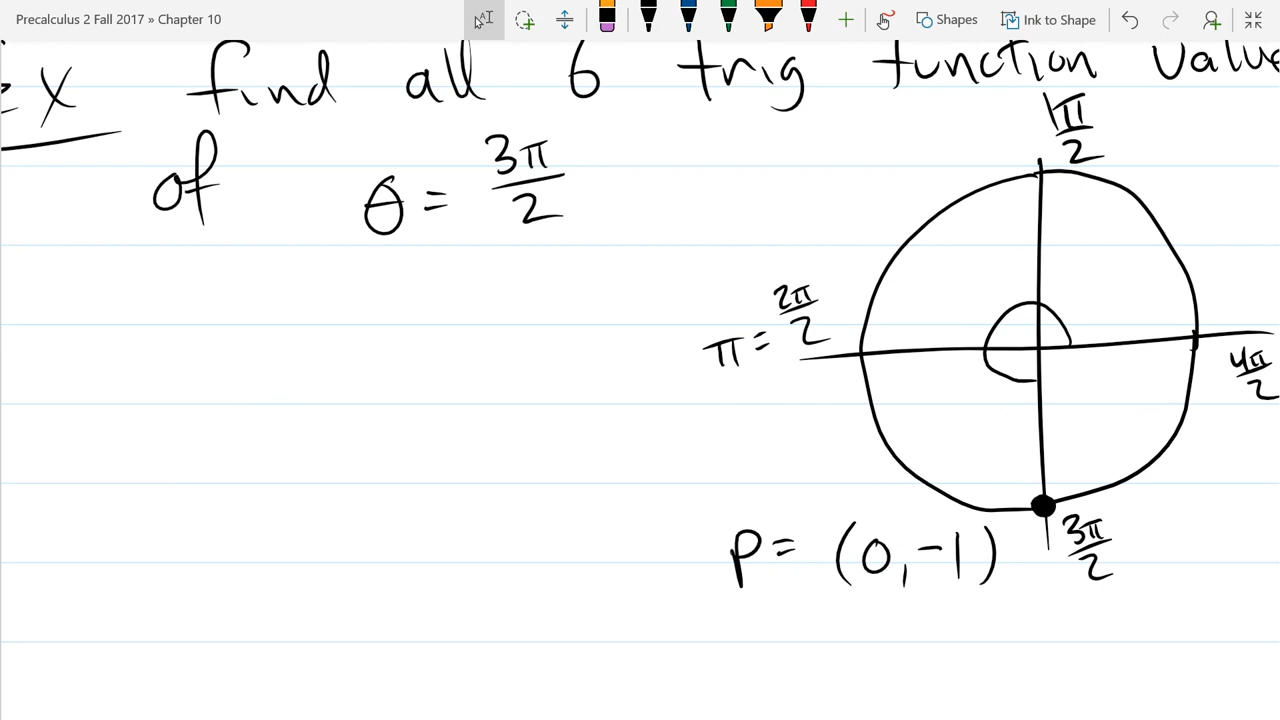 Precalculus 2 Fall 2017 » Chapter 10
Shapes
Ink to Shape
Ex find all 6 trig function value
of θ = 3π/2
1π/2
π = 2π/2
4π/2
P = (0, -1)
3π/2